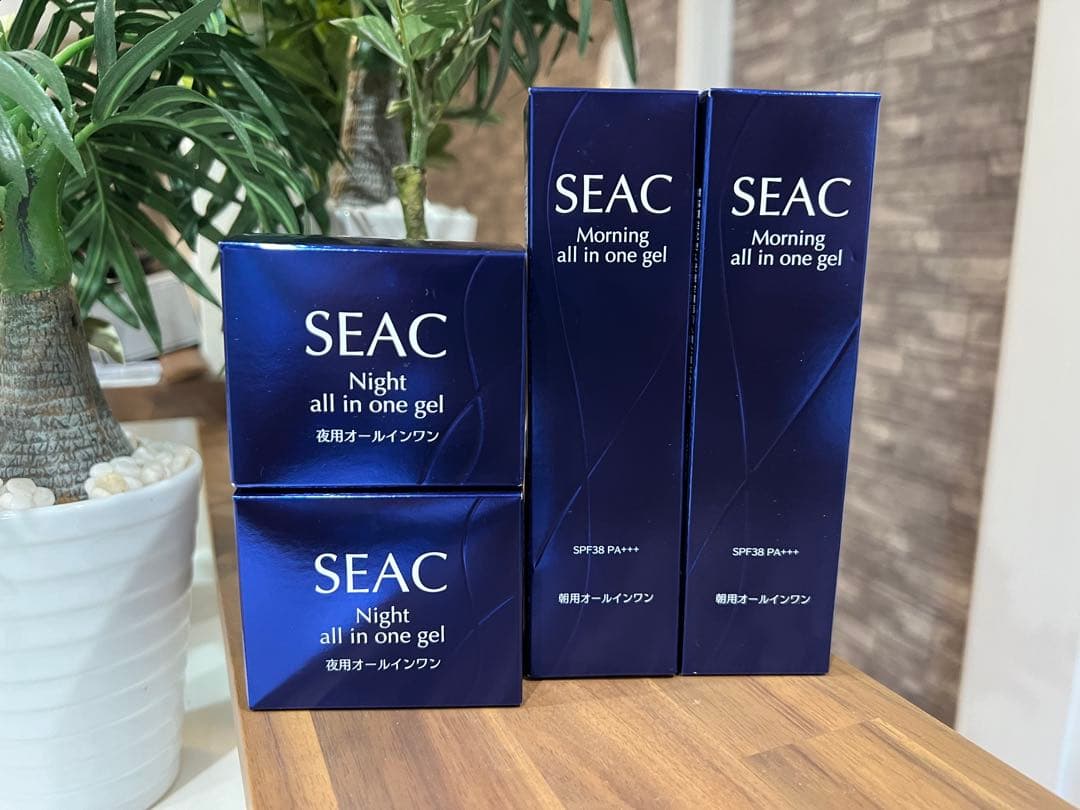 SEAC
Night
all in one gel
夜用オールインワン
SEAC
Night
all in one gel
夜用オールインワン
SEAC
Morning
all in one gel
SPF38 PA+++
朝用オールインワン
SEAC
Morning
all in one gel
SPF38 PA+++
朝用オールインワン